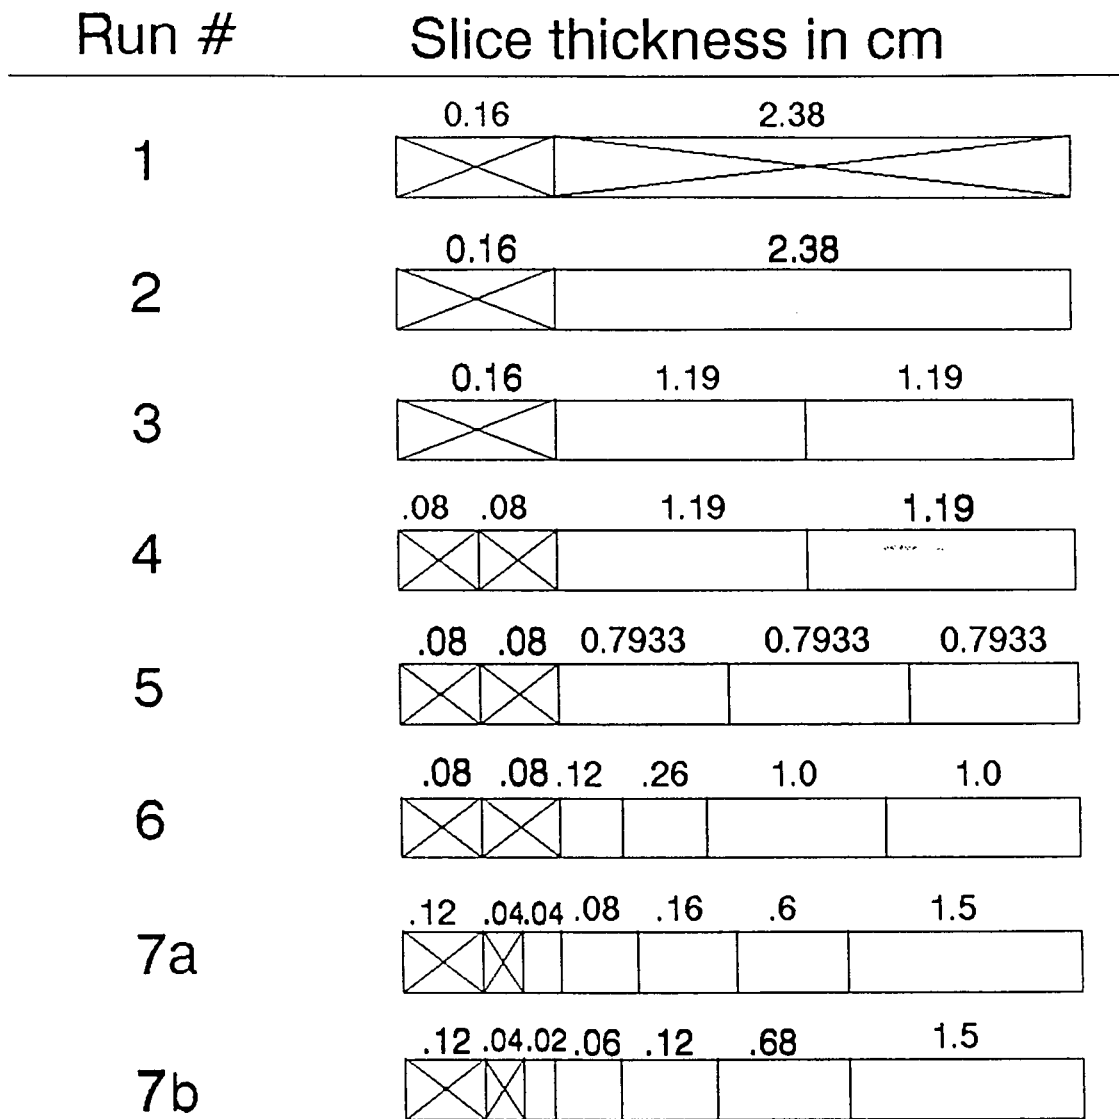 Run # Slice thickness in cm
0.16 2.38
1
0.16 2.38
2
0.16 1.19 1.19
3
.08 .08 1.19 1.19
4
.08 .08 0.7933 0.7933 0.7933
5
.08 .08 .12 .26 1.0 1.0
6
.12 .04 .04 .08 .16 .6 1.5
7a
.12 .04 .02 .06 .12 .68 1.5
7b